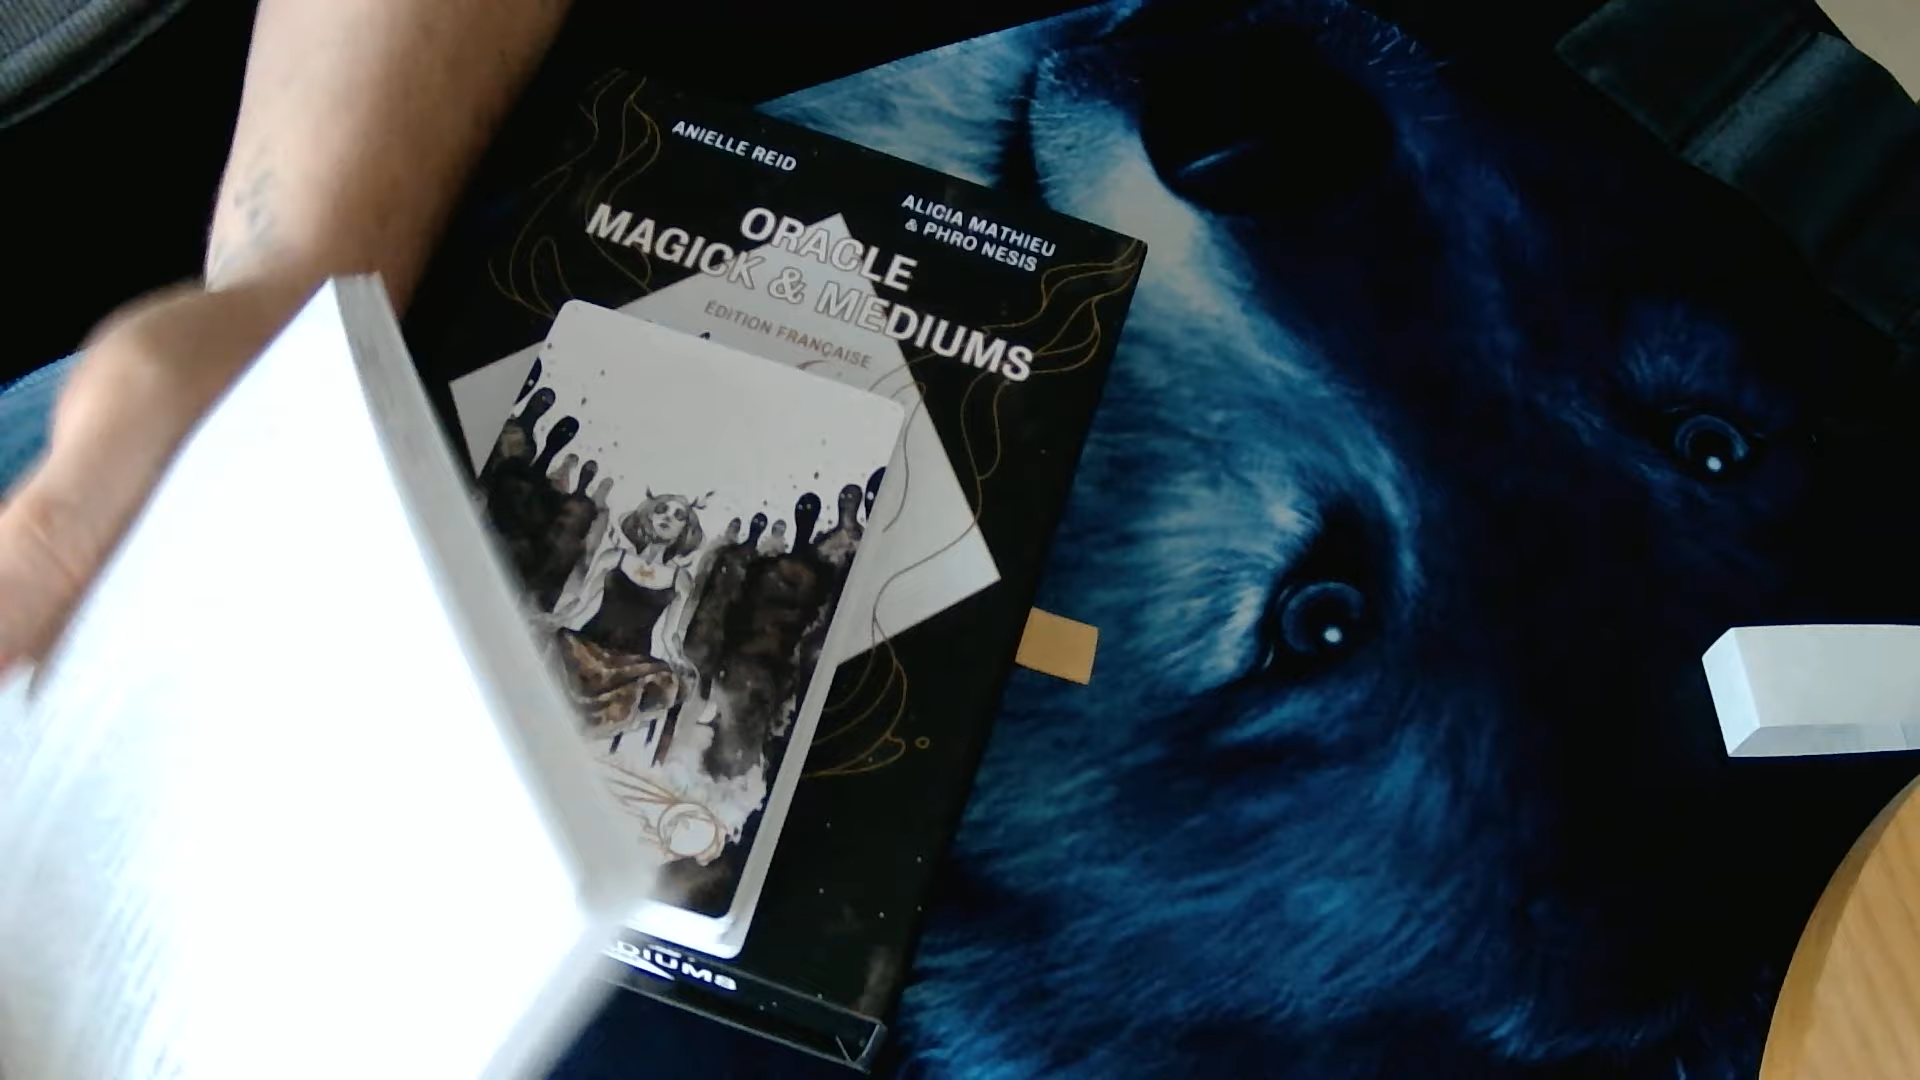 ANIELLE REID
ALICIA MATHIEU
& PHRO NESIS
ORACLE
MAGICK & MEDIUMS
ÉDITION FRANÇAISE